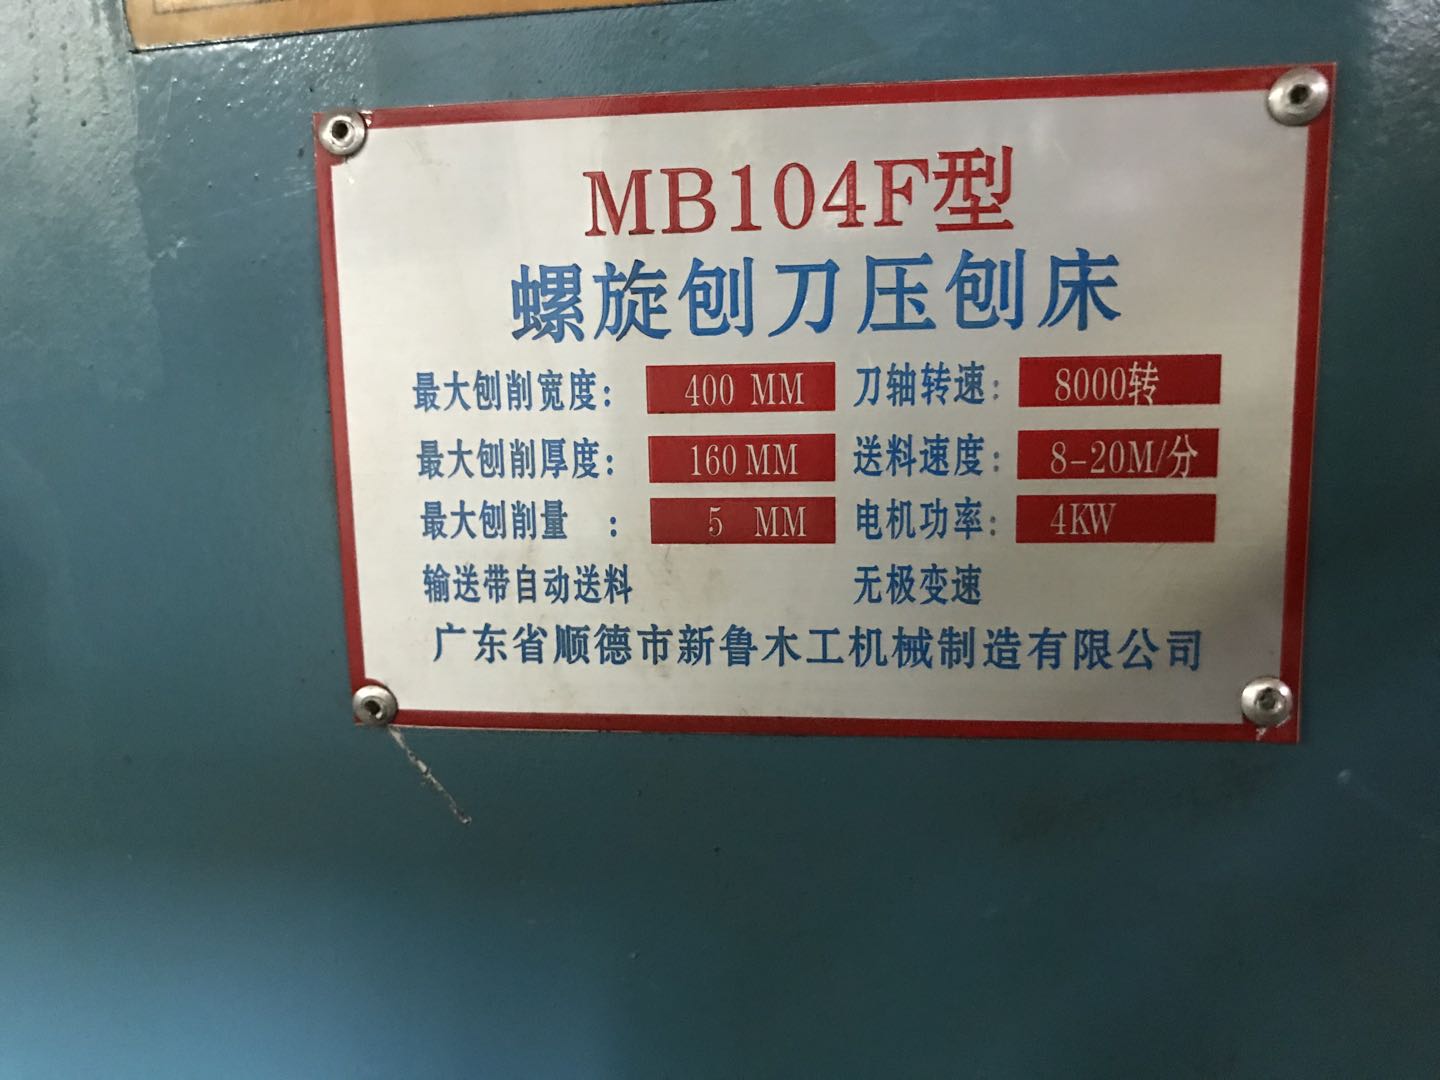 MB104F型
螺旋刨刀压刨床
最大刨削宽度: 400 MM 刀轴转速: 8000转
最大刨削厚度: 160MM 送料速度: 8-20M/分
最大刨削量 : 5 MM 电机功率: 4KW
输送带自动送料 无极变速
广东省顺德市新鲁木工机械制造有限公司